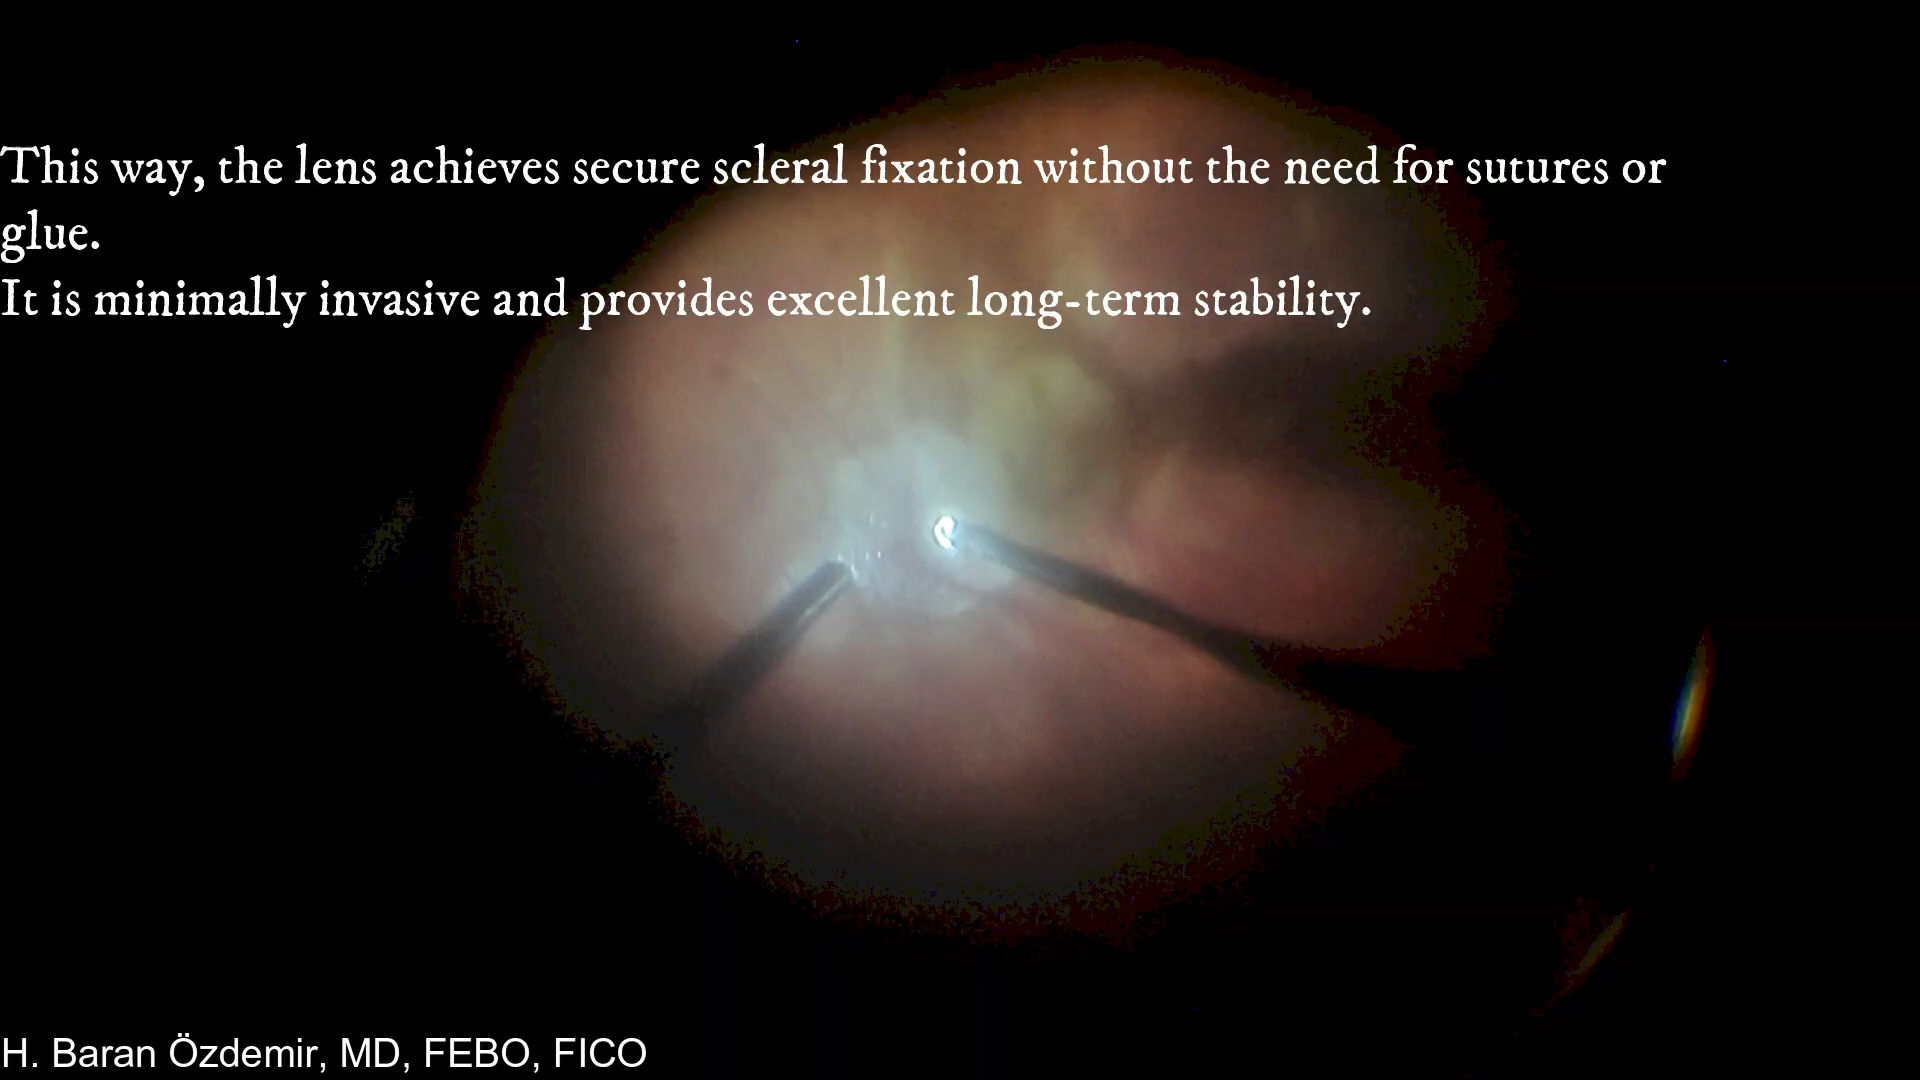 This way, the lens achieves secure scleral fixation without the need for sutures or
glue.
It is minimally invasive and provides excellent long-term stability.
H. Baran Özdemir, MD, FEBO, FICO